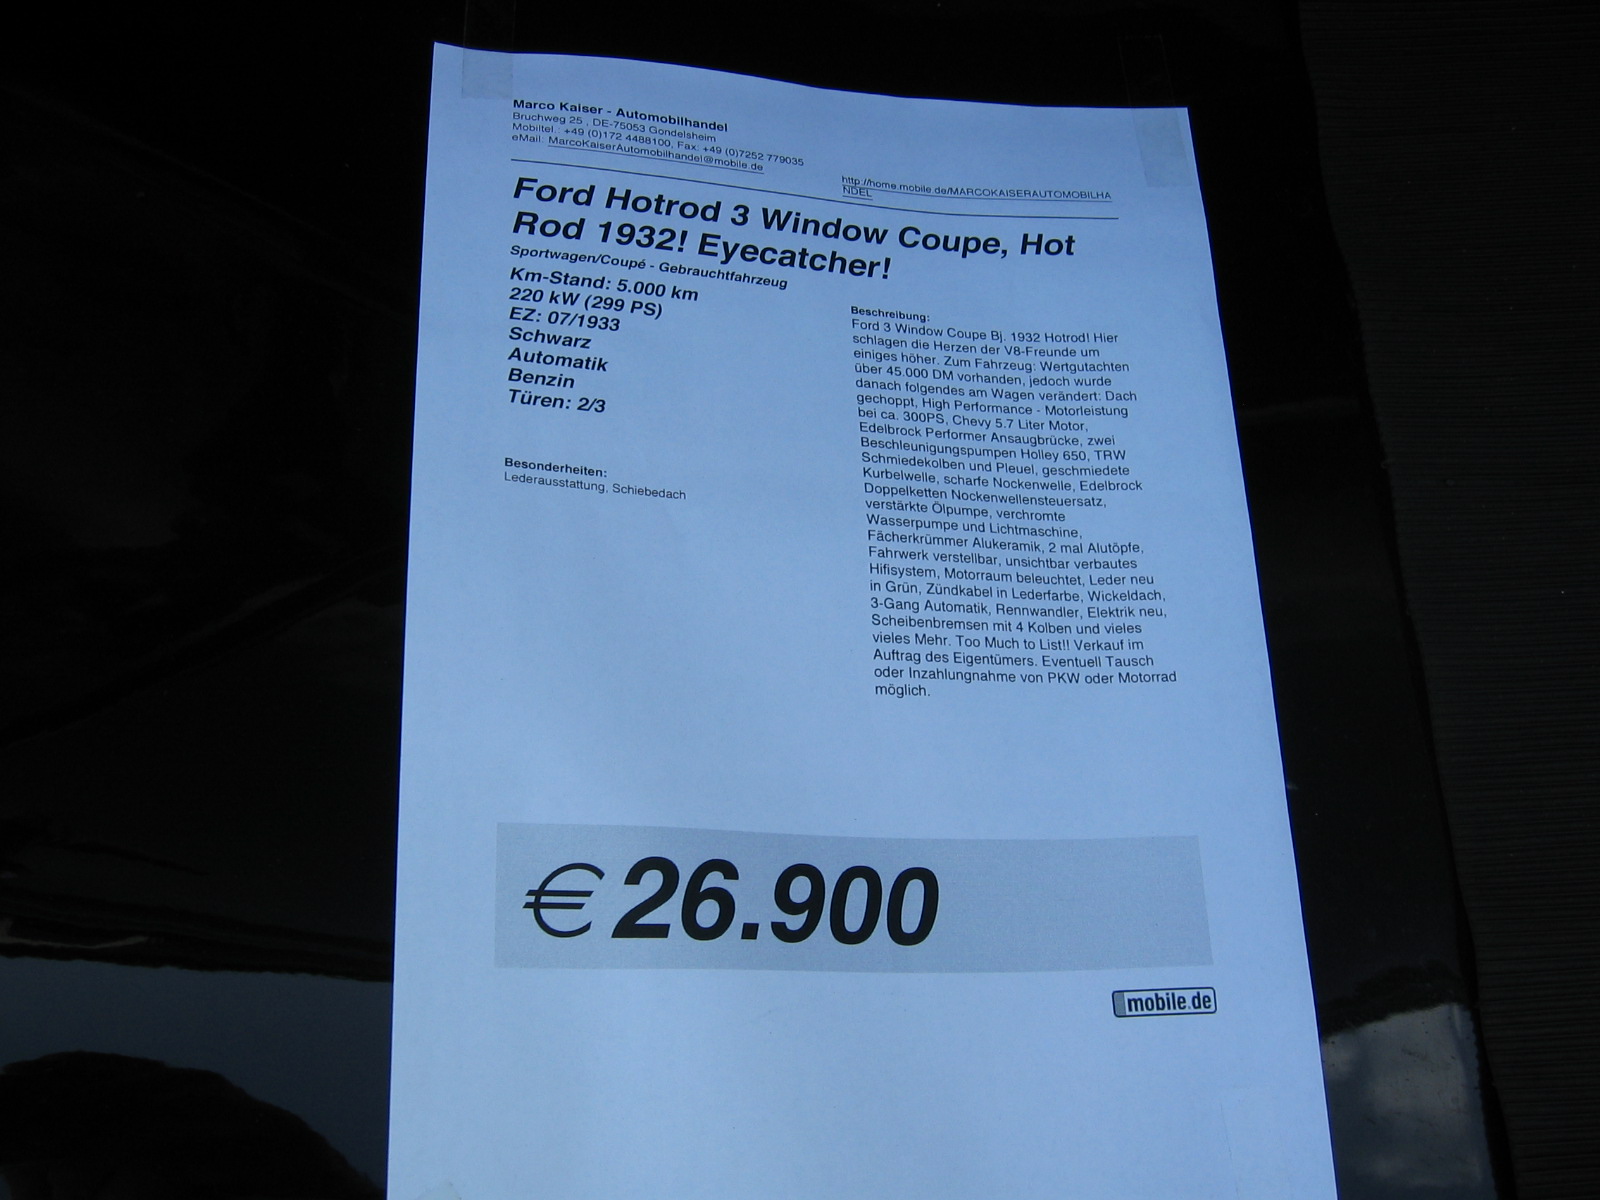 Marco Kaiser - Automobilhandel
Bruchweg 25 , DE-75053 Gondelsheim
Mobiltel.: +49 (0)172 4488100, Fax: +49 (0)7252 779035
eMail: MarcoKaiserAutomobilhandel@mobile.de
http://home.mobile.de/MARCOKAISERAUTOMOBILHA
NDEL
Ford Hotrod 3 Window Coupe, Hot
Rod 1932! Eyecatcher!
Sportwagen/Coupé - Gebrauchtfahrzeug
Km-Stand: 5.000 km
220 kW (299 PS)
EZ: 07/1933
Schwarz
Automatik
Benzin
Türen: 2/3
Besonderheiten:
Lederausstattung, Schiebedach
Beschreibung:
Ford 3 Window Coupe Bj. 1932 Hotrod! Hier
schlagen die Herzen der V8-Freunde um
einiges höher. Zum Fahrzeug: Wertgutachten
über 45.000 DM vorhanden, jedoch wurde
danach folgendes am Wagen verändert: Dach
gechoppt, High Performance - Motorleistung
bei ca. 300PS, Chevy 5.7 Liter Motor,
Edelbrock Performer Ansaugbrücke, zwei
Beschleunigungspumpen Holley 650, TRW
Schmiedekolben und Pleuel, geschmiedete
Kurbelwelle, scharfe Nockenwelle, Edelbrock
Doppelketten Nockenwellensteuersatz,
verstärkte Ölpumpe, verchromte
Wasserpumpe und Lichtmaschine,
Fächerkrümmer Alukeramik, 2 mal Alutöpfe,
Fahrwerk verstellbar, unsichtbar verbautes
Hifisystem, Motorraum beleuchtet, Leder neu
in Grün, Zündkabel in Lederfarbe, Wickeldach,
3-Gang Automatik, Rennwandler, Elektrik neu,
Scheibenbremsen mit 4 Kolben und vieles
vieles Mehr. Too Much to List!! Verkauf im
Auftrag des Eigentümers. Eventuell Tausch
oder Inzahlungnahme von PKW oder Motorrad
möglich.
€ 26.900
mobile.de